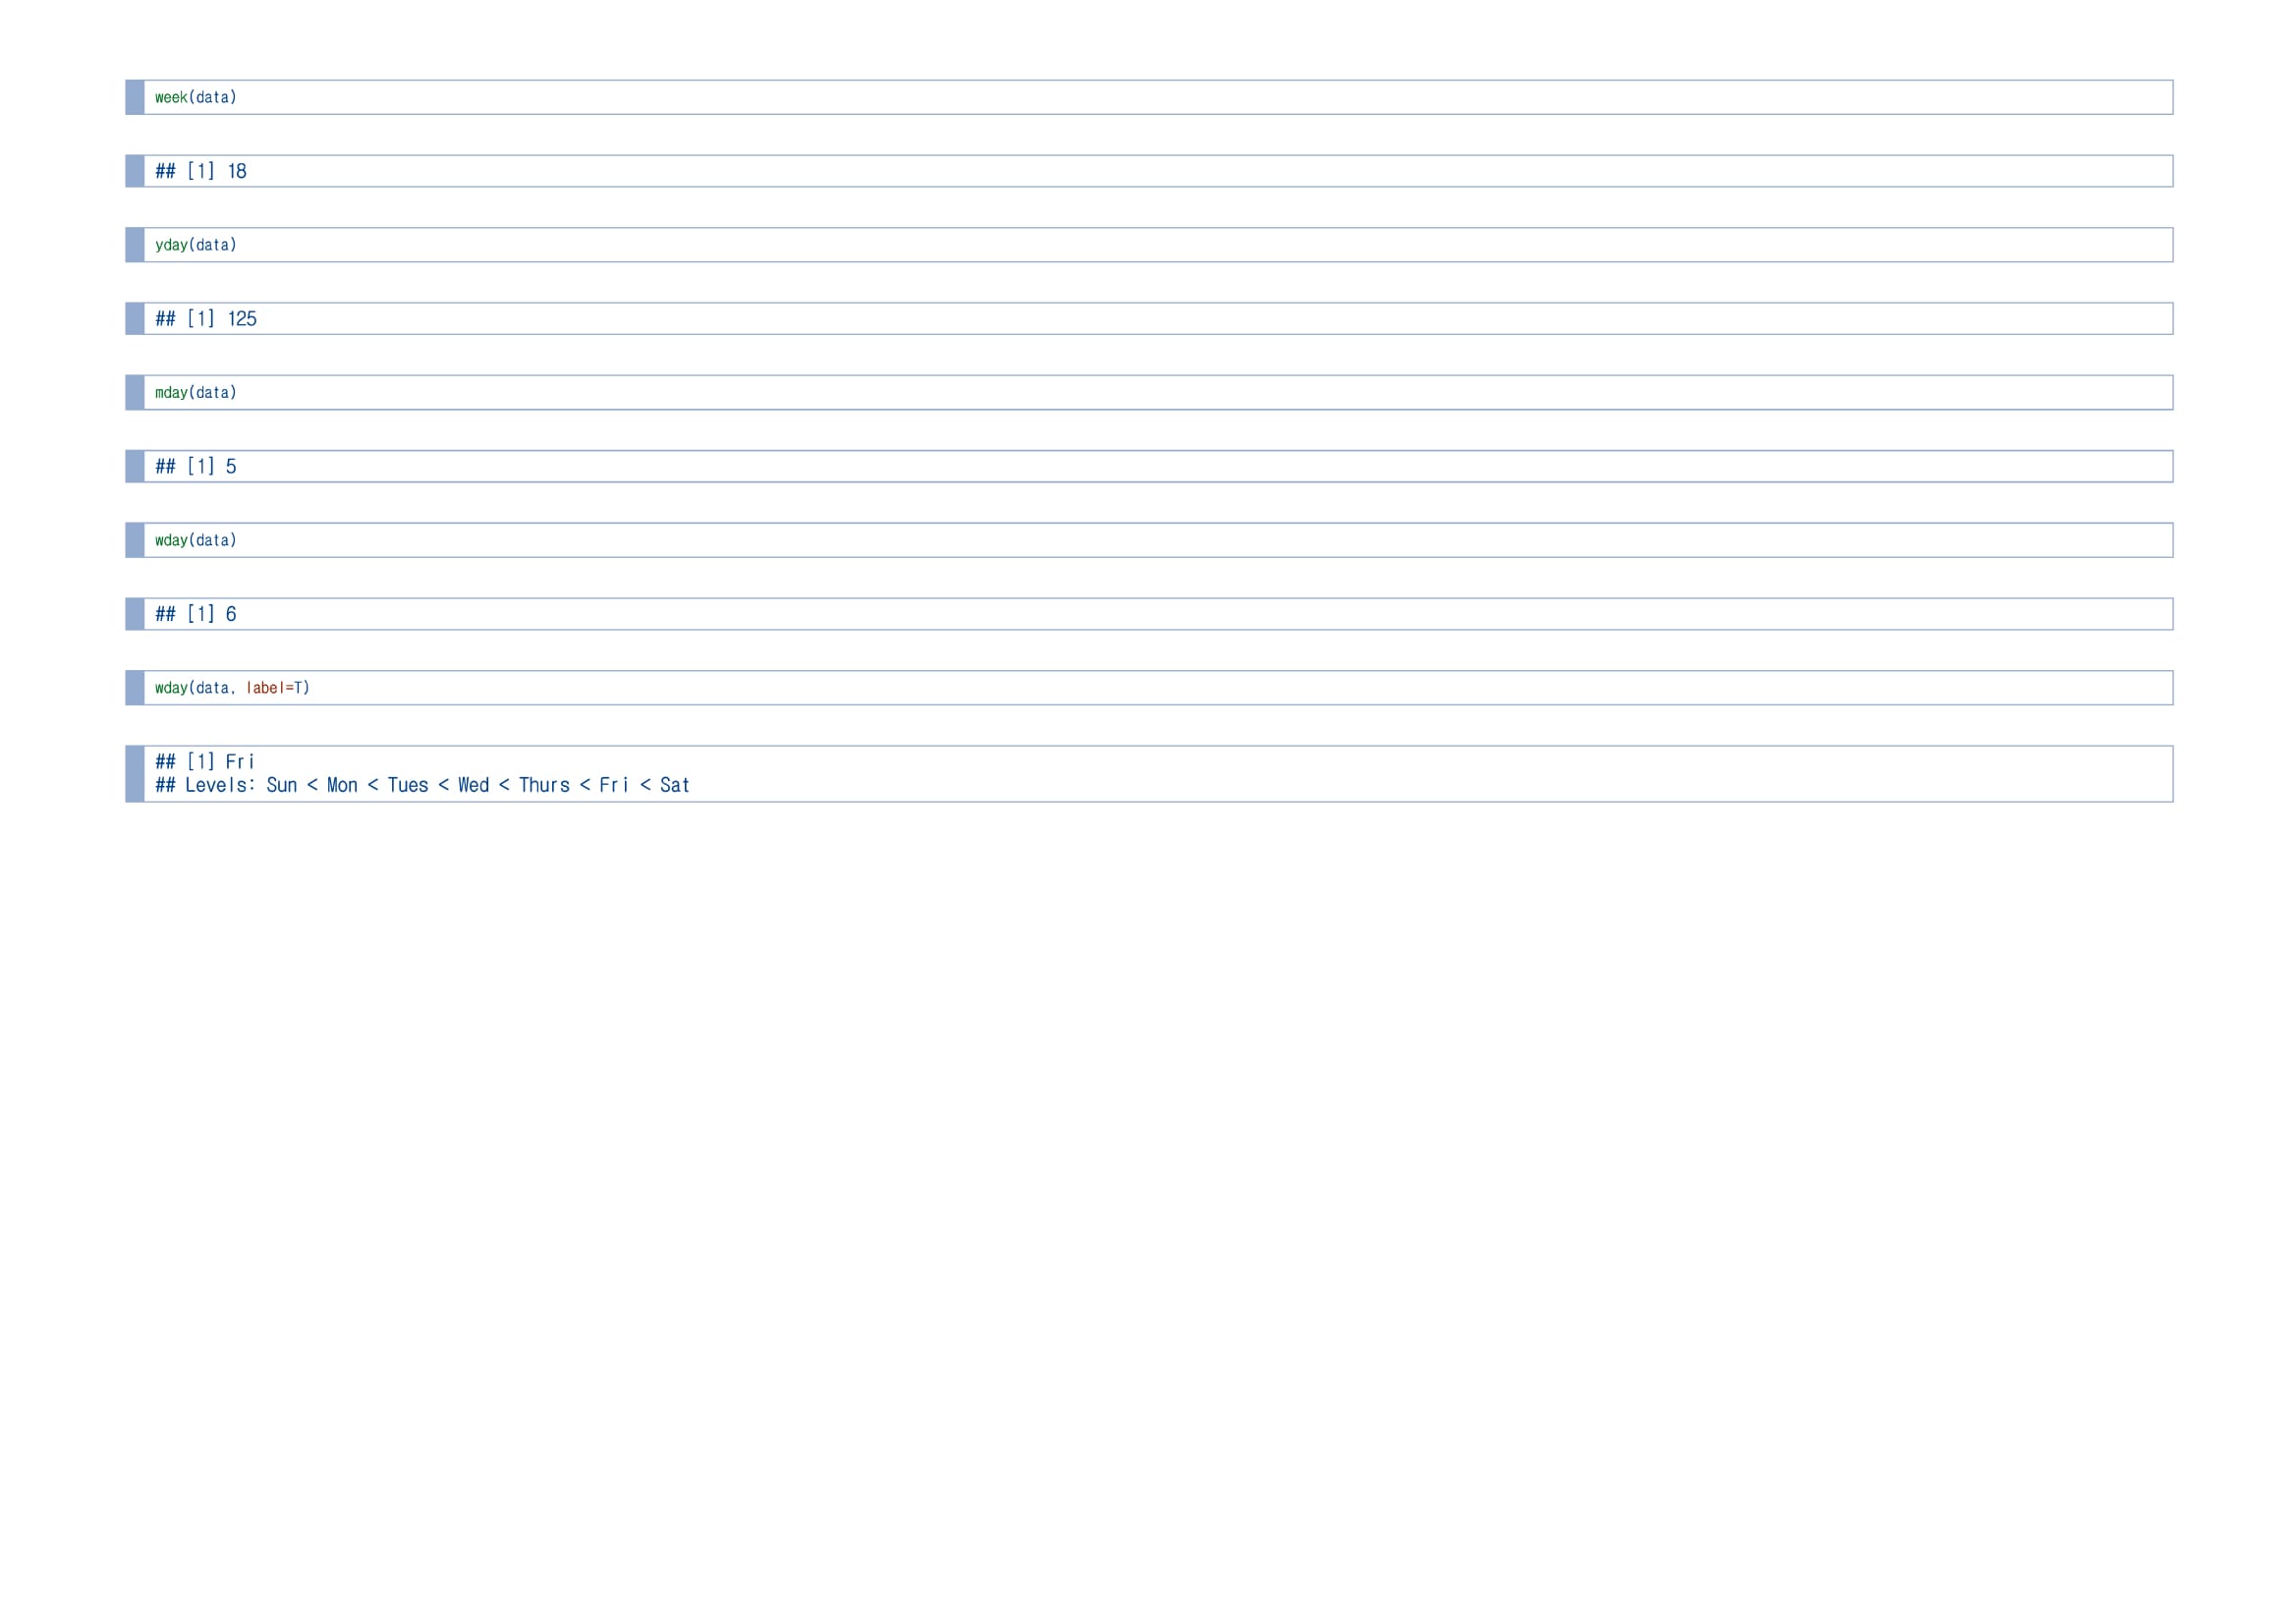 week(data)
## [1] 18
yday(data)
## [1] 125
mday(data)
## [1] 5
wday(data)
## [1] 6
wday(data, label=T)
## [1] Fri
## Levels: Sun < Mon < Tues < Wed < Thurs < Fri < Sat